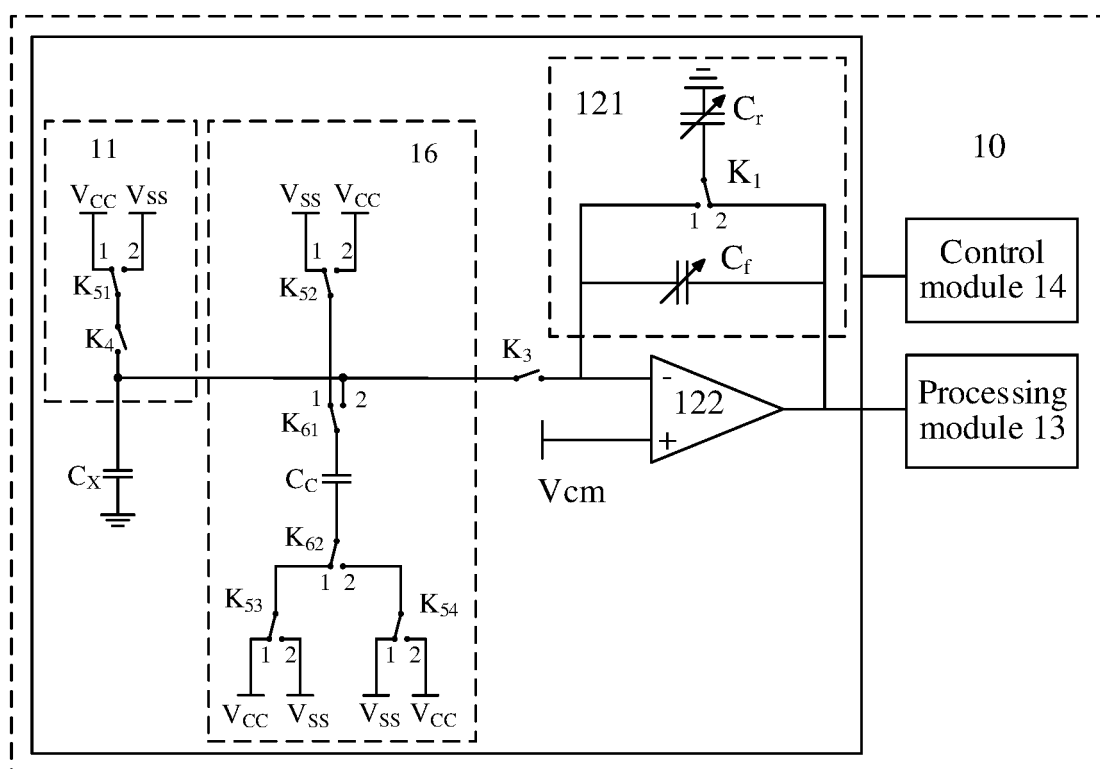 121
C_r
K_1
1 2
C_f
10
11
V_CC V_SS
1 2
K_51
K_4
C_X
16
V_SS V_CC
1 2
K_52
1 2
K_61
C_C
K_62
1 2
K_53
K_54
1 2
1 2
V_CC V_SS
V_SS V_CC
K_3
-
122
+
Vcm
Control
module 14
Processing
module 13